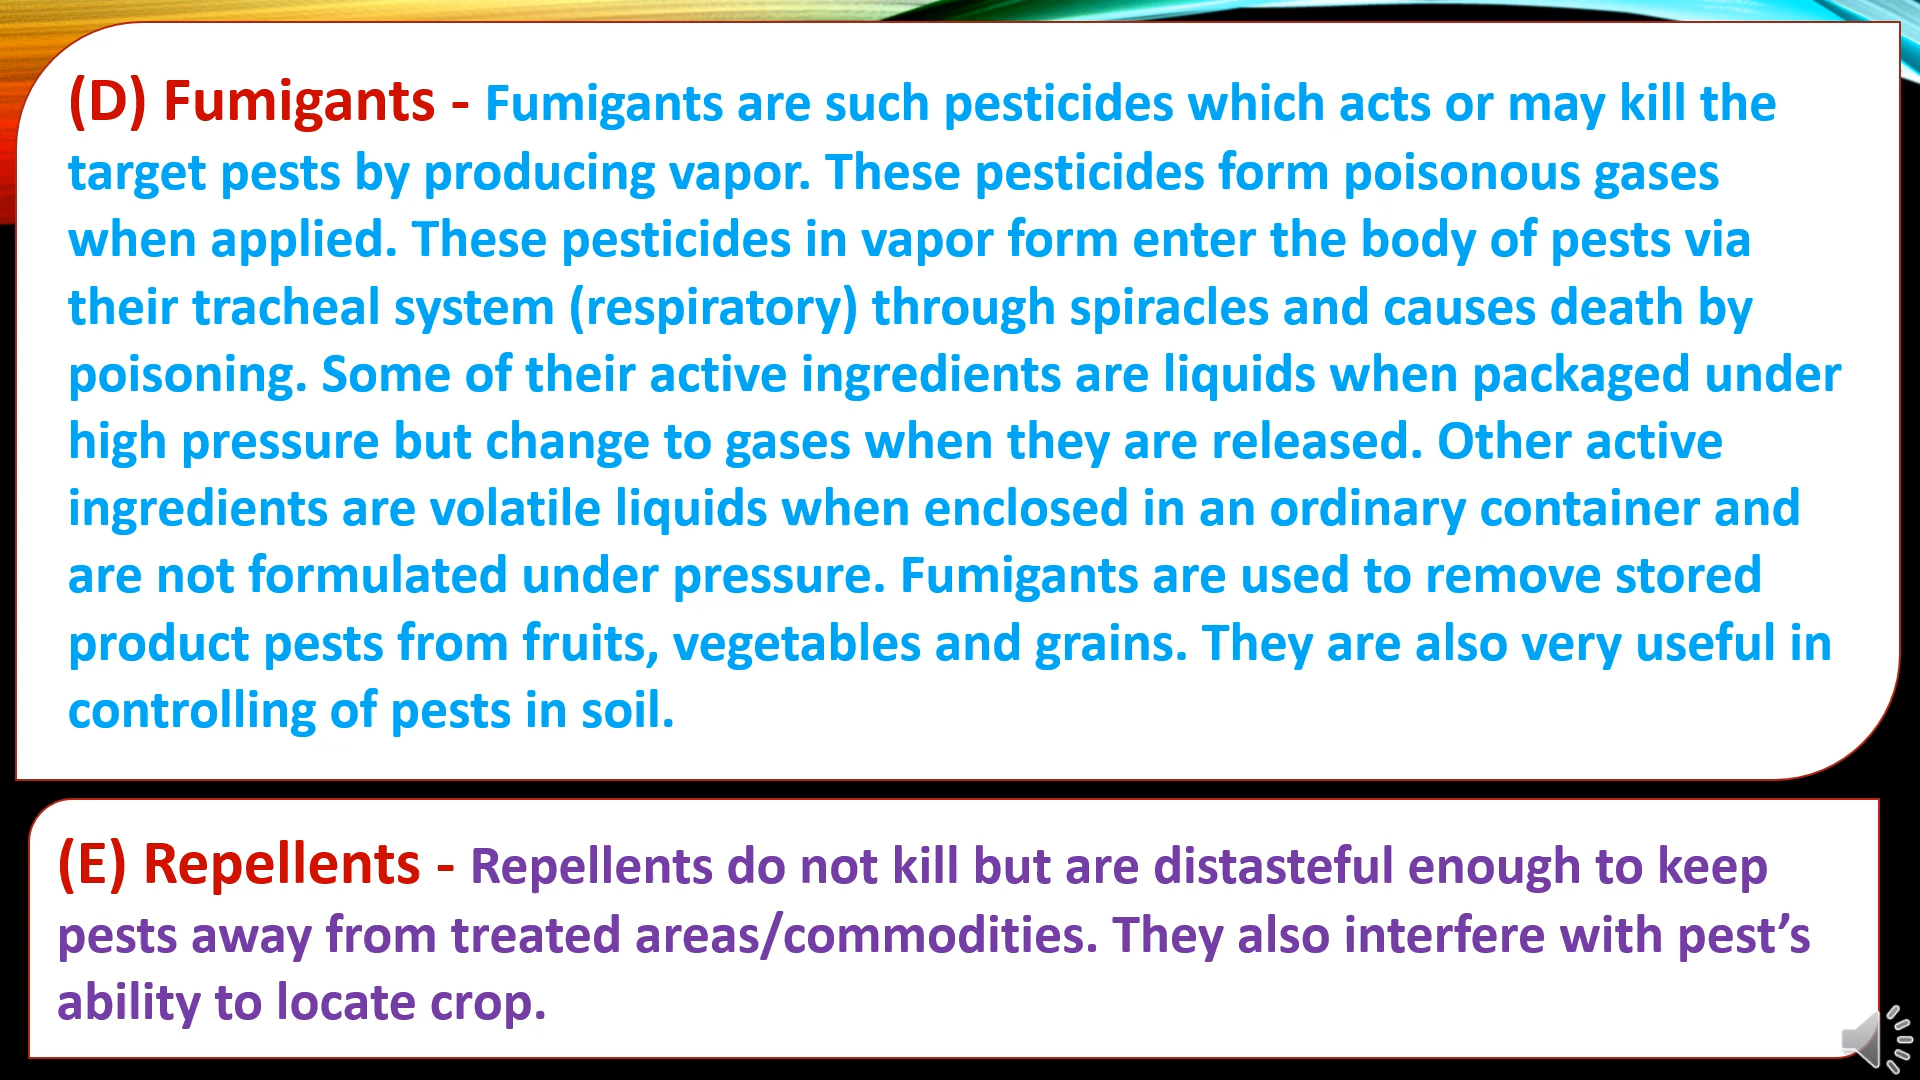 (D) Fumigants - Fumigants are such pesticides which acts or may kill the
target pests by producing vapor. These pesticides form poisonous gases
when applied. These pesticides in vapor form enter the body of pests via
their tracheal system (respiratory) through spiracles and causes death by
poisoning. Some of their active ingredients are liquids when packaged under
high pressure but change to gases when they are released. Other active
ingredients are volatile liquids when enclosed in an ordinary container and
are not formulated under pressure. Fumigants are used to remove stored
product pests from fruits, vegetables and grains. They are also very useful in
controlling of pests in soil.
(E) Repellents - Repellents do not kill but are distasteful enough to keep
pests away from treated areas/commodities. They also interfere with pest’s
ability to locate crop.